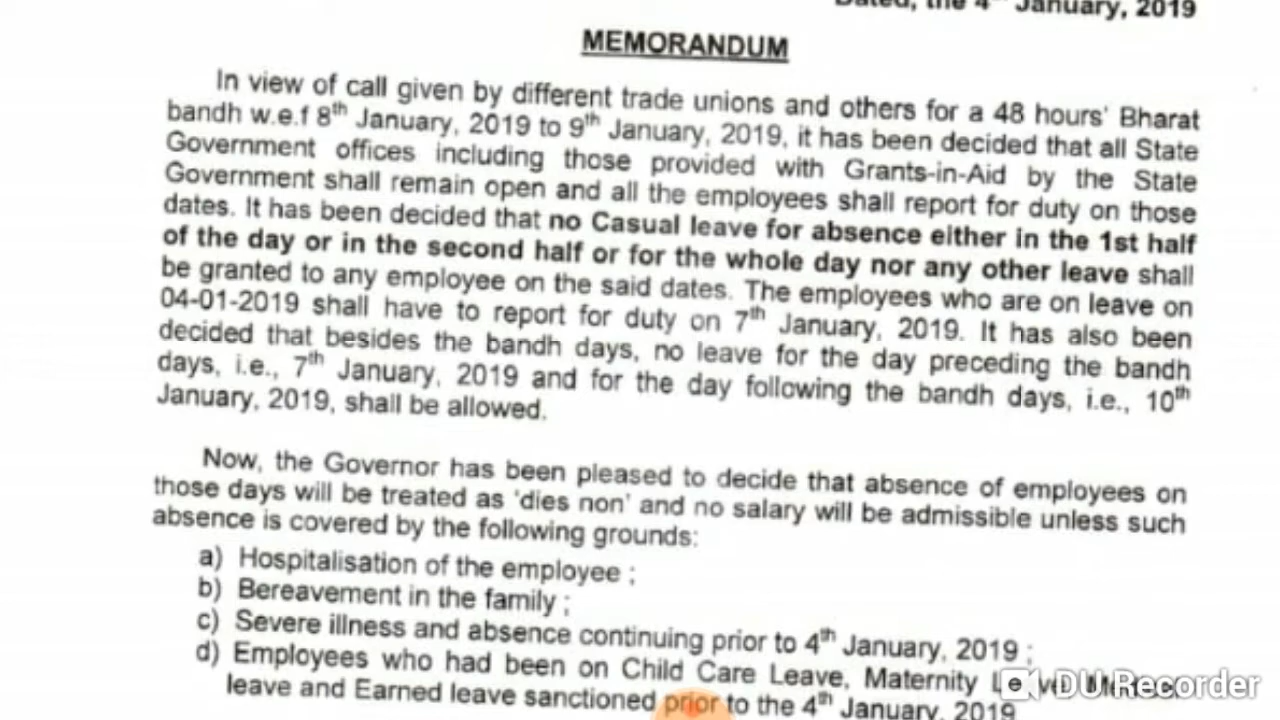 Dated, the 4th January, 2019
MEMORANDUM
In view of call given by different trade unions and others for a 48 hours' Bharat
bandh w.e.f 8th January, 2019 to 9th January, 2019, it has been decided that all State
Government offices including those provided with Grants-in-Aid by the State
Government shall remain open and all the employees shall report for duty on those
dates. It has been decided that no Casual leave for absence either in the 1st half
of the day or in the second half or for the whole day nor any other leave shall
be granted to any employee on the said dates. The employees who are on leave on
04-01-2019 shall have to report for duty on 7th January, 2019. It has also been
decided that besides the bandh days, no leave for the day preceding the bandh
days, i.e., 7th January, 2019 and for the day following the bandh days, i.e., 10th
January, 2019, shall be allowed.
Now, the Governor has been pleased to decide that absence of employees on
those days will be treated as 'dies non' and no salary will be admissible unless such
absence is covered by the following grounds:
a) Hospitalisation of the employee ;
b) Bereavement in the family ;
c) Severe illness and absence continuing prior to 4th January, 2019 ;
d) Employees who had been on Child Care Leave, Maternity
leave and Earned leave sanctioned prior to the 4th January, 2019
DU Recorder